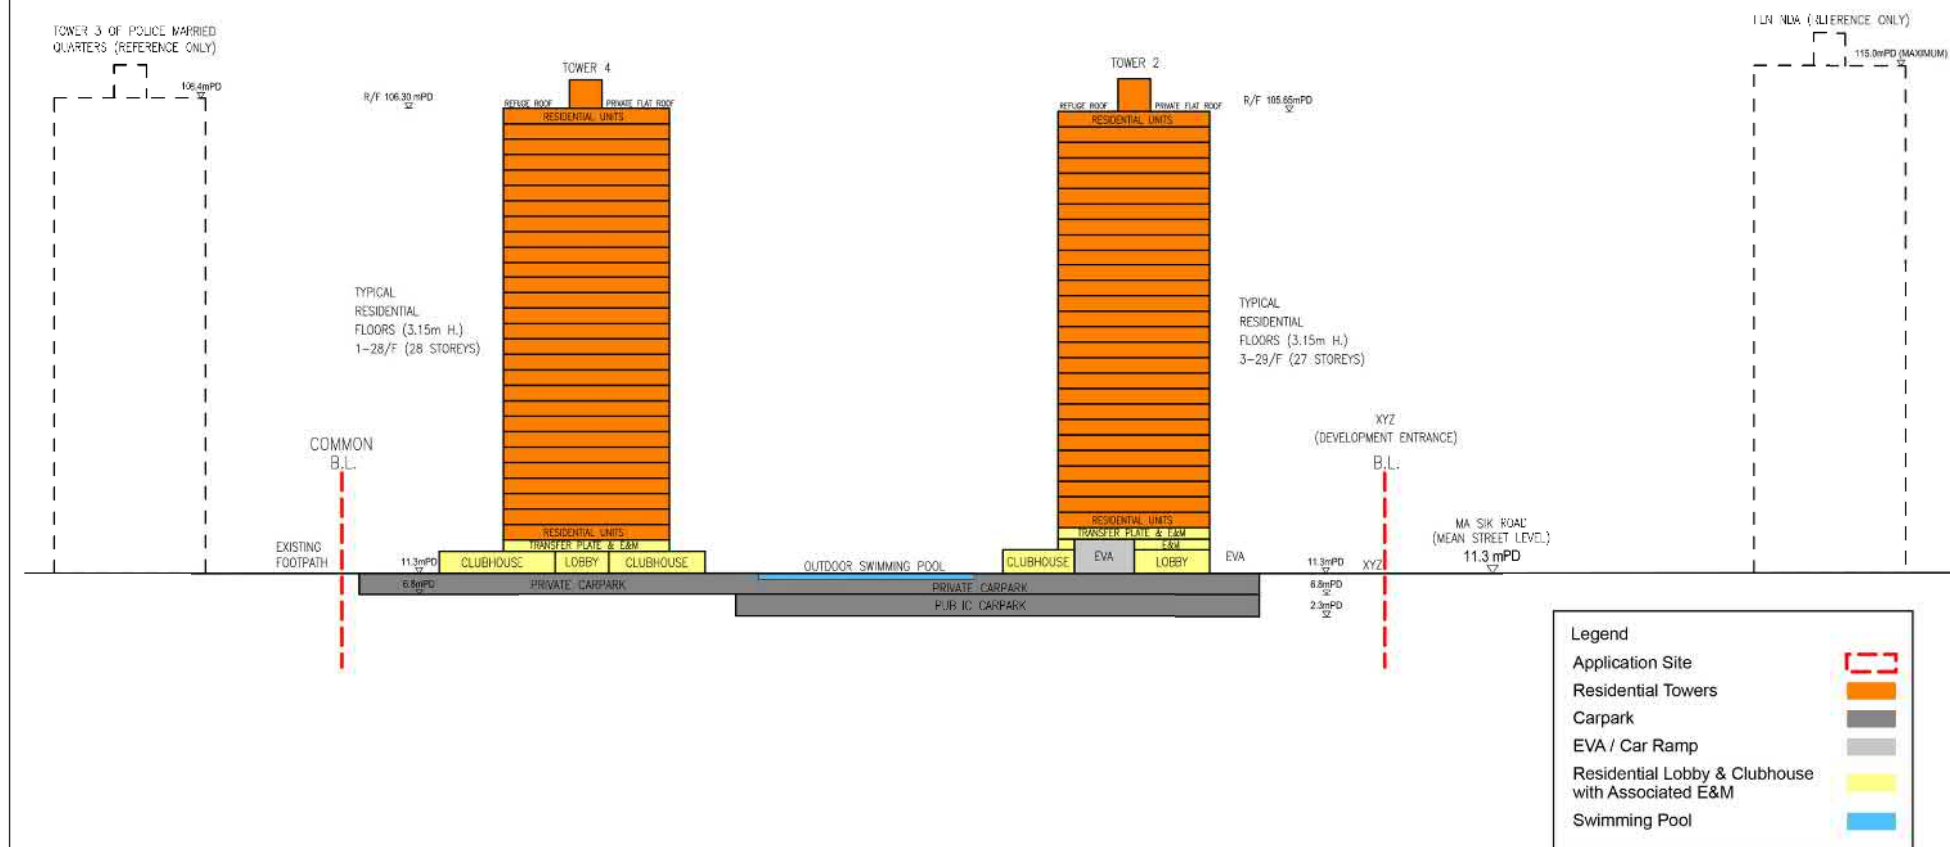 TOWER 3 OF POLICE MARRIED
QUARTERS (REFERENCE ONLY)
106.4mPD
R/F 106.30 mPD
TOWER 4
REFUGE ROOF
PRIVATE FLAT ROOF
RESIDENTIAL UNITS
TYPICAL
RESIDENTIAL
FLOORS (3.15m H.)
1-28/F (28 STOREYS)
COMMON
B.L.
EXISTING
FOOTPATH
11.3mPD
6.8mPD
RESIDENTIAL UNITS
TRANSFER PLATE & E&M
CLUBHOUSE
LOBBY
CLUBHOUSE
PRIVATE CARPARK
OUTDOOR SWIMMING POOL
PRIVATE CARPARK
PUBLIC CARPARK
TOWER 2
REFUGE ROOF
PRIVATE FLAT ROOF
RESIDENTIAL UNITS
R/F 105.65mPD
TYPICAL
RESIDENTIAL
FLOORS (3.15m H.)
3-29/F (27 STOREYS)
RESIDENTIAL UNITS
TRANSFER PLATE & E&M
E&M
CLUBHOUSE
EVA
LOBBY
EVA
XYZ
(DEVELOPMENT ENTRANCE)
B.L.
11.3mPD
XYZ
6.8mPD
2.3mPD
MA SIK ROAD
(MEAN STREET LEVEL)
11.3 mPD
FLN NDA (REFERENCE ONLY)
115.0mPD (MAXIMUM)
Legend
Application Site
Residential Towers
Carpark
EVA / Car Ramp
Residential Lobby & Clubhouse
with Associated E&M
Swimming Pool